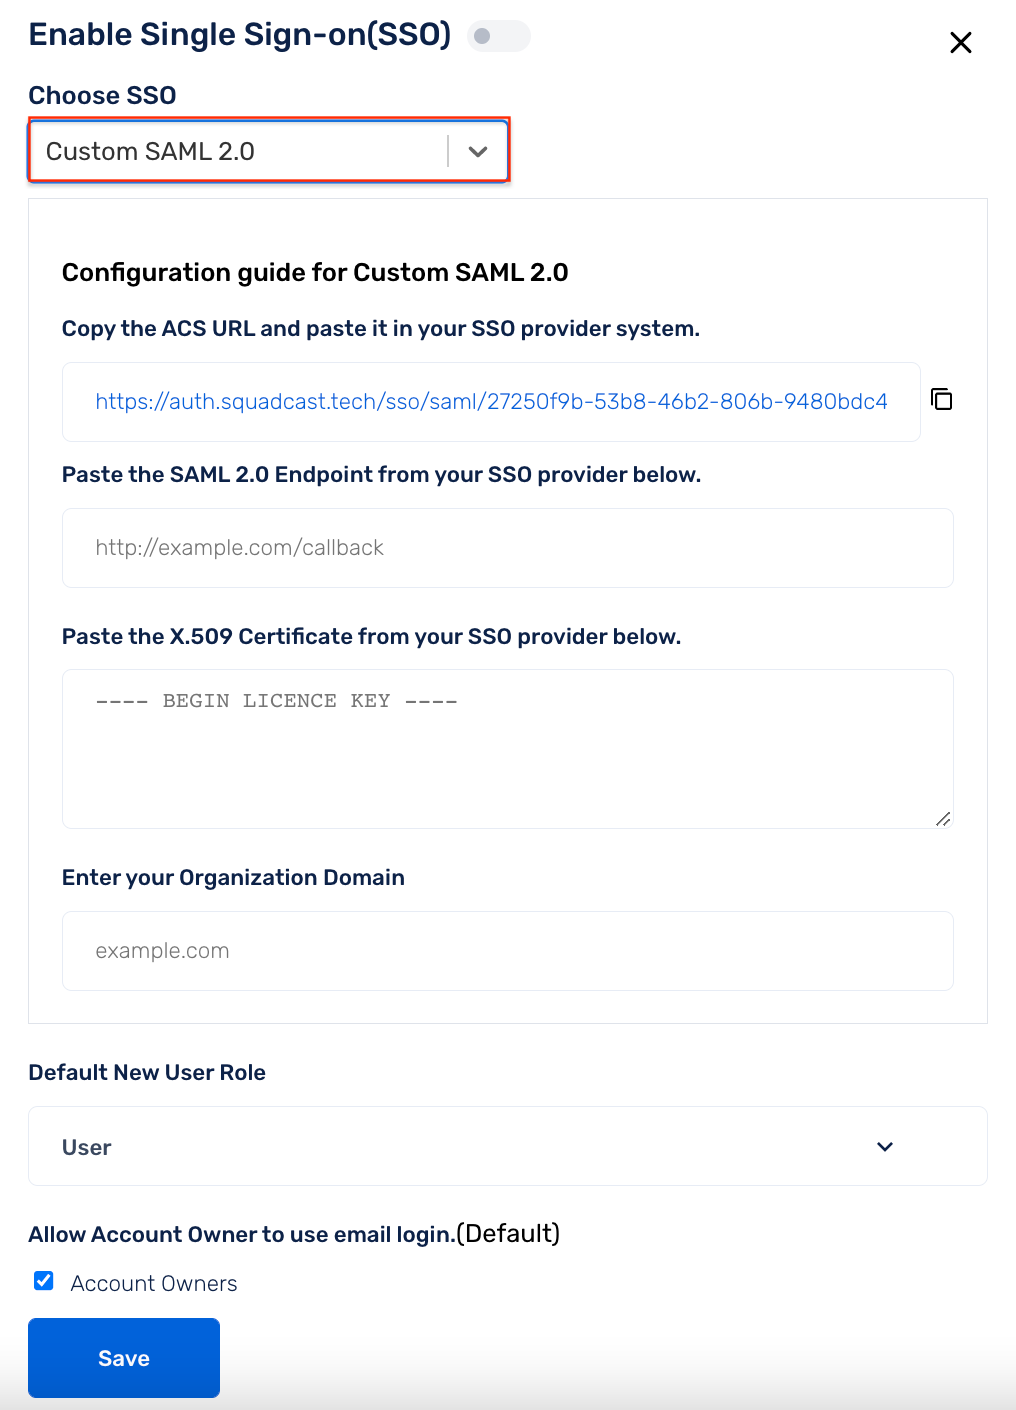 Enable Single Sign-on(SSO)
Choose SSO
Custom SAML 2.0
Configuration guide for Custom SAML 2.0
Copy the ACS URL and paste it in your SSO provider system.
https://auth.squadcast.tech/sso/saml/27250f9b-53b8-46b2-806b-9480bdc4
Paste the SAML 2.0 Endpoint from your SSO provider below.
http://example.com/callback
Paste the X.509 Certificate from your SSO provider below.
---- BEGIN LICENCE KEY ----
Enter your Organization Domain
example.com
Default New User Role
User
Allow Account Owner to use email login.(Default)
Account Owners
Save